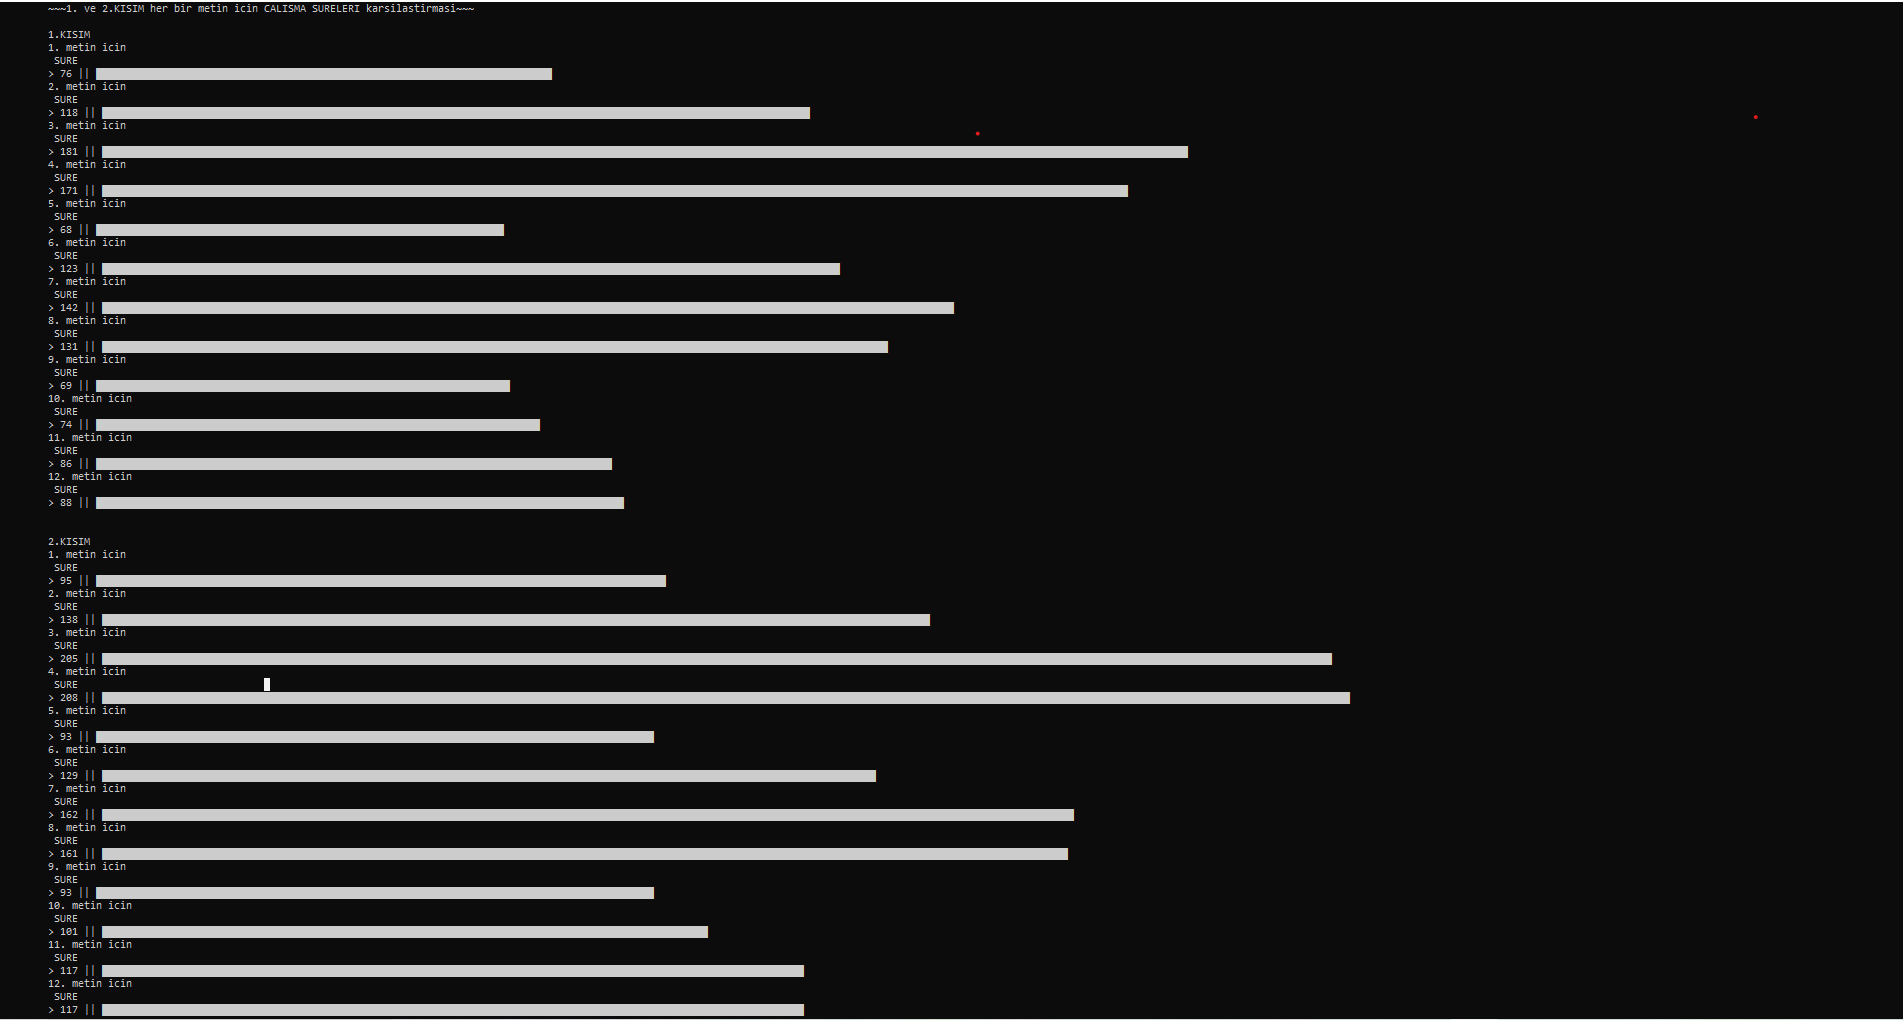 ~~~1. ve 2.KISIM her bir metin icin CALISMA SURELERI karsilastirmasi~~~
1.KISIM
1. metin icin
SURE
> 76 ||
2. metin icin
SURE
> 118 ||
3. metin icin
SURE
> 181 ||
4. metin icin
SURE
> 171 ||
5. metin icin
SURE
> 68 ||
6. metin icin
SURE
> 123 ||
7. metin icin
SURE
> 142 ||
8. metin icin
SURE
> 131 ||
9. metin icin
SURE
> 69 ||
10. metin icin
SURE
> 74 ||
11. metin icin
SURE
> 86 ||
12. metin icin
SURE
> 88 ||
2.KISIM
1. metin icin
SURE
> 95 ||
2. metin icin
SURE
> 138 ||
3. metin icin
SURE
> 205 ||
4. metin icin
SURE
> 208 ||
5. metin icin
SURE
> 93 ||
6. metin icin
SURE
> 129 ||
7. metin icin
SURE
> 162 ||
8. metin icin
SURE
> 161 ||
9. metin icin
SURE
> 93 ||
10. metin icin
SURE
> 101 ||
11. metin icin
SURE
> 117 ||
12. metin icin
SURE
> 117 ||